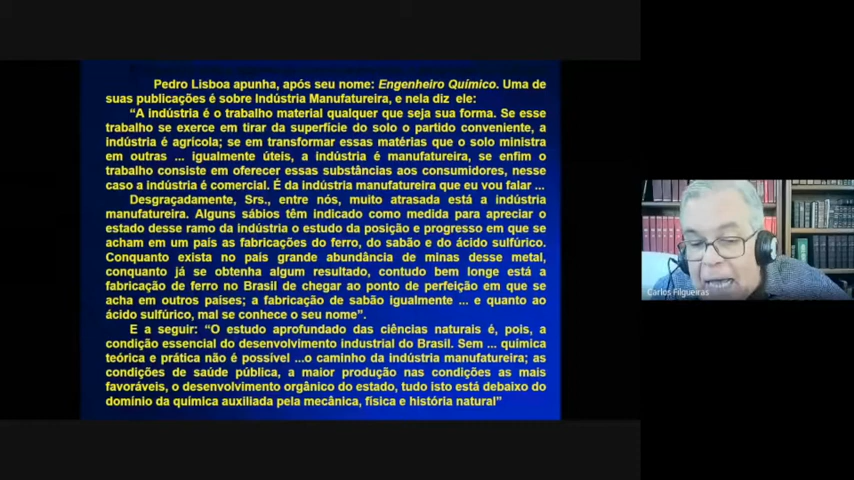 Pedro Lisboa apunha, após seu nome: Engenheiro Químico. Uma de
suas publicações é sobre Indústria Manufatureira, e nela diz ele:
"A indústria é o trabalho material qualquer que seja sua forma. Se esse
trabalho se exerce em tirar da superfície do solo o partido conveniente, a
indústria é agrícola; se em transformar essas matérias que o solo ministra
em outras ... igualmente úteis, a indústria é manufatureira, se enfim o
trabalho consiste em oferecer essas substâncias aos consumidores, nesse
caso a indústria é comercial. É da indústria manufatureira que eu vou falar ...
Desgraçadamente, Srs., entre nós, muito atrasada está a indústria
manufatureira. Alguns sábios têm indicado como medida para apreciar o
estado desse ramo da indústria o estudo da posição e progresso em que se
acham em um país as fabricações do ferro, do sabão e do ácido sulfúrico.
Conquanto exista no país grande abundância de minas desse metal,
conquanto já se obtenha algum resultado, contudo bem longe está a
fabricação de ferro no Brasil de chegar ao ponto de perfeição em que se
acha em outros países; a fabricação de sabão igualmente ... e quanto ao
ácido sulfúrico, mal se conhece o seu nome".
E a seguir: "O estudo aprofundado das ciências naturais é, pois, a
condição essencial do desenvolvimento industrial do Brasil. Sem ... química
teórica e prática não é possível ...o caminho da indústria manufatureira; as
condições de saúde pública, a maior produção nas condições as mais
favoráveis, o desenvolvimento orgânico do estado, tudo isto está debaixo do
domínio da química auxiliada pela mecânica, física e história natural"
Carlos Filgueiras